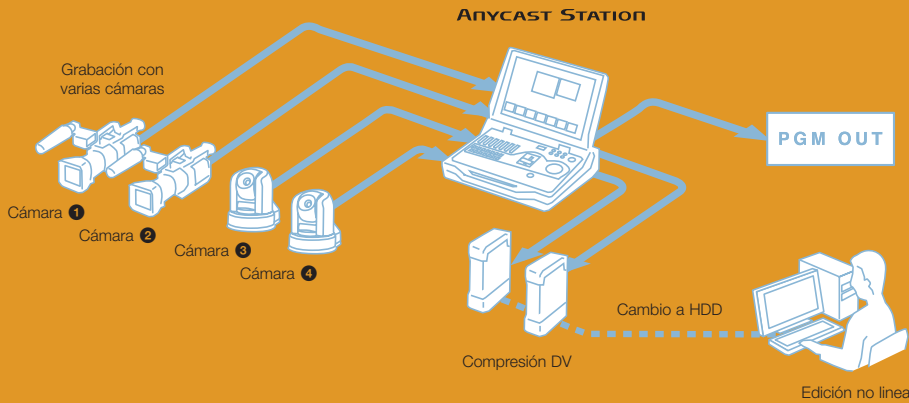 Anycast Station
Grabación con
varias cámaras
PGM OUT
Cámara 1
Cámara 2
Cámara 3
Cámara 4
Cambio a HDD
Compresión DV
Edición no linea